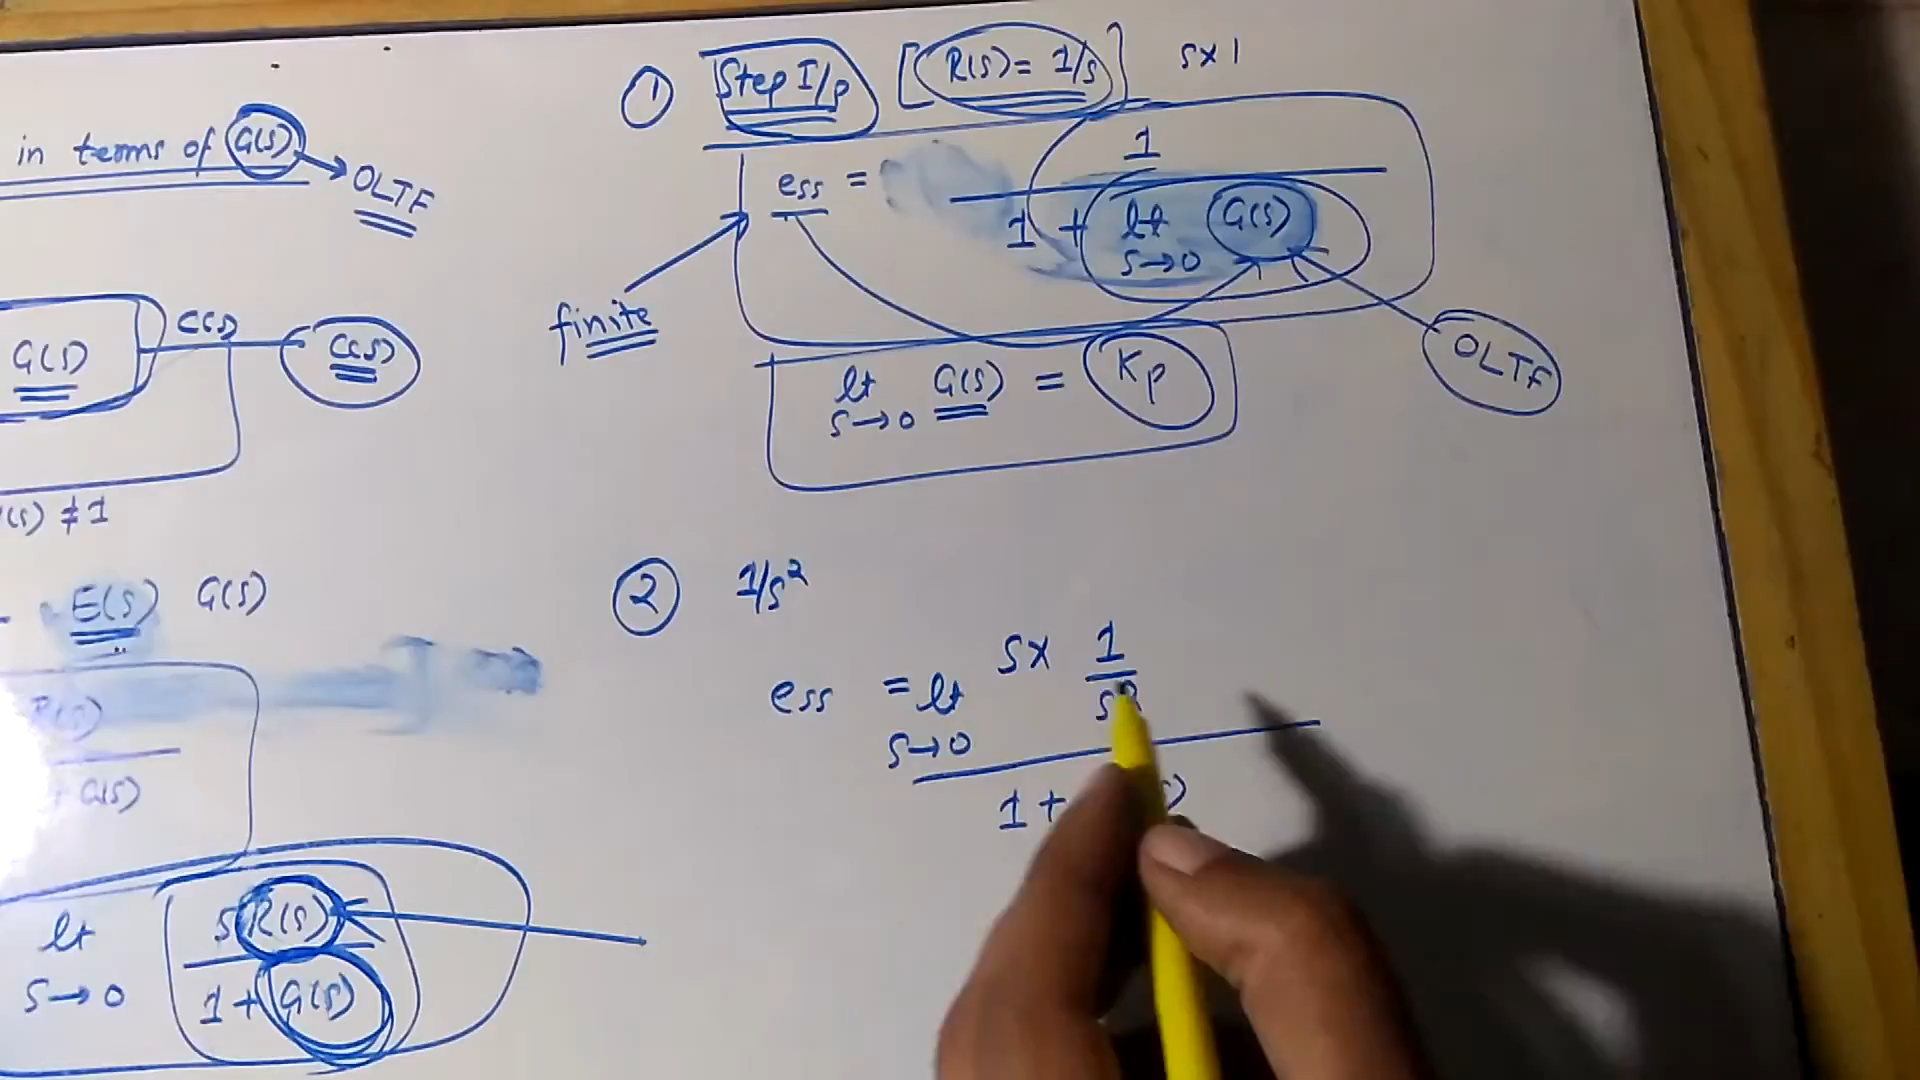 in terms of G(s)
OLTF
G(s) C(s) C(s)
(s) ≠ 1
E(s) G(s)
R(s)
+ G(s)
lt s→0 sR(s)
1 + G(s)
① Step I/p [R(s) = 1/s] s×1
ess = 1
1 + lt s→0 G(s)
finite
OLTF
lt s→0 G(s) = Kp
② 1/s²
ess = lt s→0 s× 1
s²
1 +